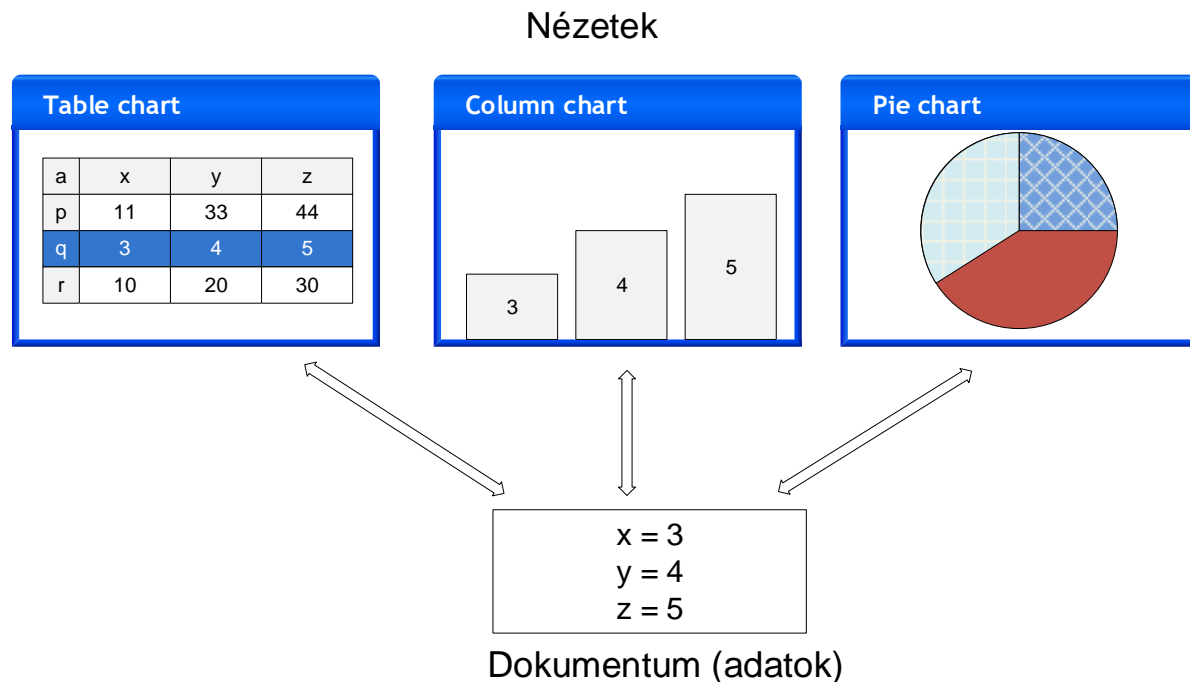 Nézetek
Table chart
Column chart
Pie chart
a x y z
p 11 33 44
q 3 4 5
r 10 20 30
3
4
5
x = 3
y = 4
z = 5
Dokumentum (adatok)